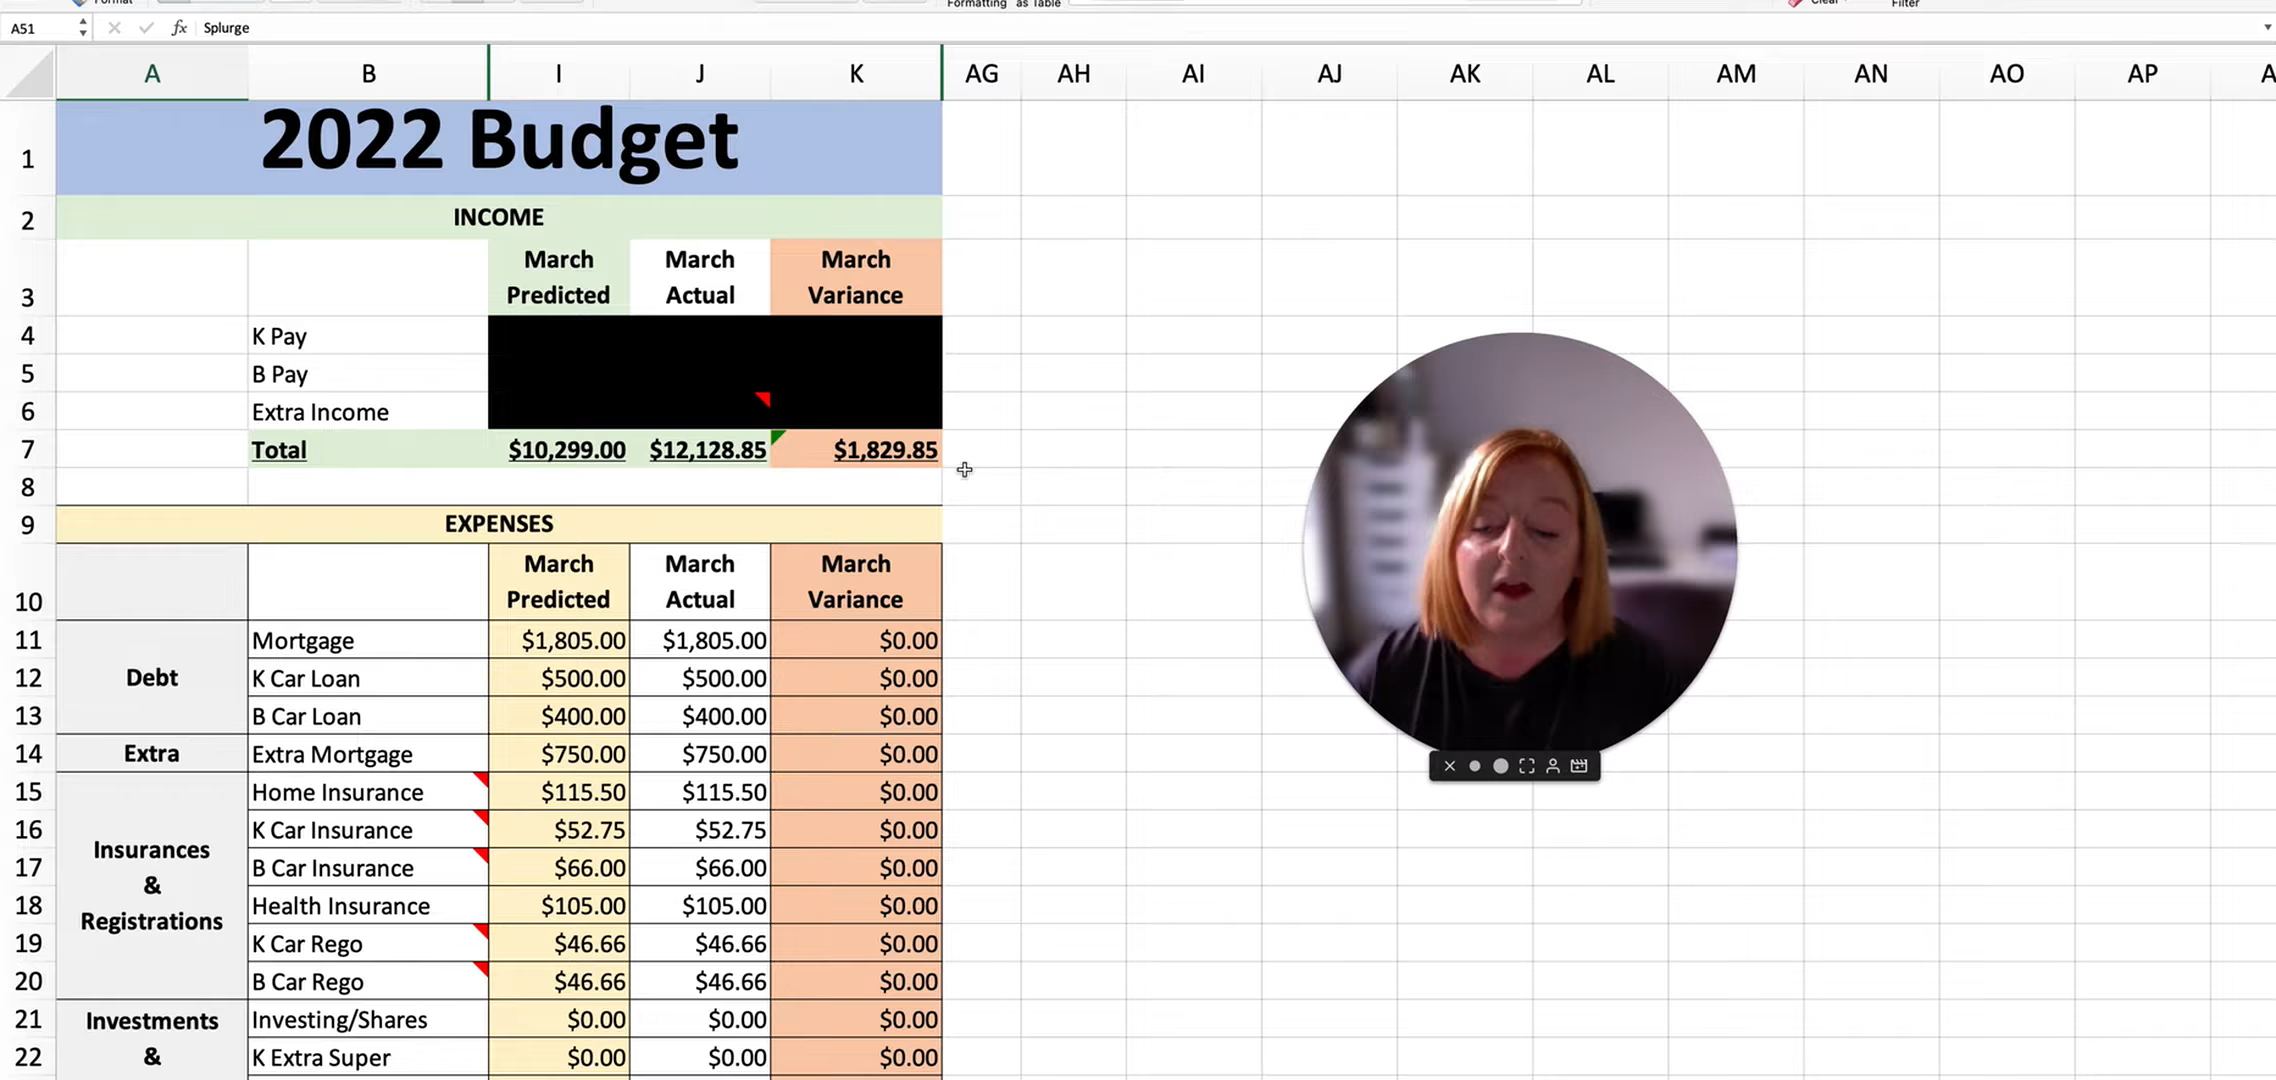 Format
Formatting as Table
Clear
Filter
A51 fx Splurge
A B I J K AG AH AI AJ AK AL AM AN AO AP A
1 2022 Budget
2 INCOME
3 March Predicted March Actual March Variance
4 K Pay
5 B Pay
6 Extra Income
7 Total $10,299.00 $12,128.85 $1,829.85
8
9 EXPENSES
10 March Predicted March Actual March Variance
Debt
11 Mortgage $1,805.00 $1,805.00 $0.00
12 K Car Loan $500.00 $500.00 $0.00
13 B Car Loan $400.00 $400.00 $0.00
14 Extra Extra Mortgage $750.00 $750.00 $0.00
Insurances
&
Registrations
15 Home Insurance $115.50 $115.50 $0.00
16 K Car Insurance $52.75 $52.75 $0.00
17 B Car Insurance $66.00 $66.00 $0.00
18 Health Insurance $105.00 $105.00 $0.00
19 K Car Rego $46.66 $46.66 $0.00
20 B Car Rego $46.66 $46.66 $0.00
Investments
&
21 Investing/Shares $0.00 $0.00 $0.00
22 K Extra Super $0.00 $0.00 $0.00